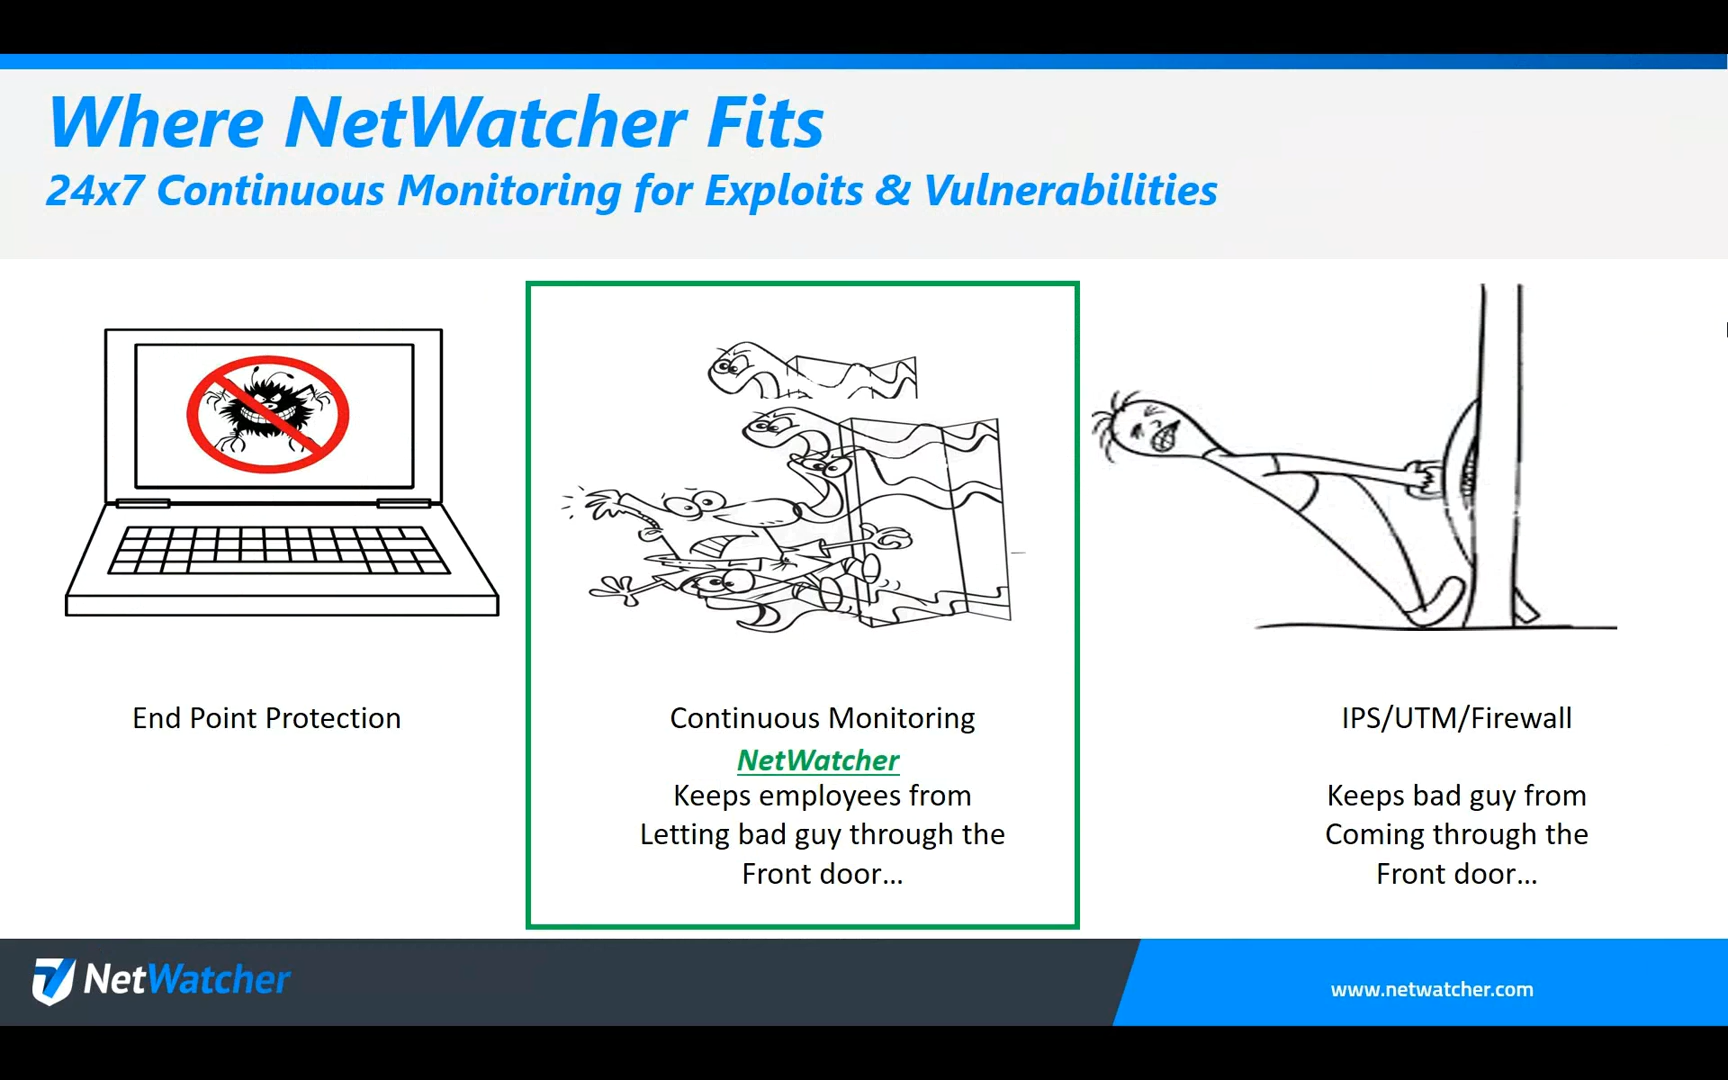 Where NetWatcher Fits
24x7 Continuous Monitoring for Exploits & Vulnerabilities
End Point Protection
Continuous Monitoring
NetWatcher
Keeps employees from
Letting bad guy through the
Front door...
IPS/UTM/Firewall
Keeps bad guy from
Coming through the
Front door...
NetWatcher
www.netwatcher.com